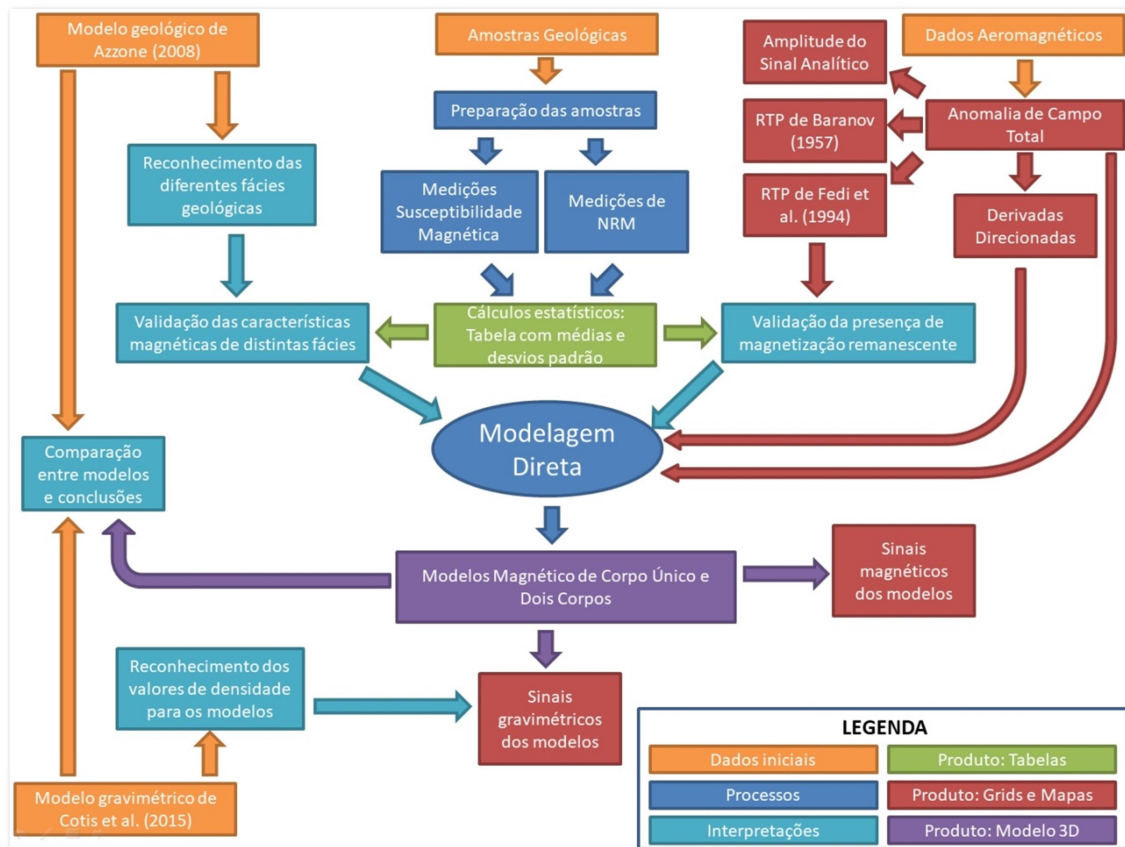 Modelo geológico de
Azzone (2008)
Amostras Geológicas
Amplitude do
Sinal Analítico
Dados Aeromagnéticos
Preparação das amostras
RTP de Baranov
(1957)
Anomalia de Campo
Total
Reconhecimento das
diferentes fácies
geológicas
Medições
Susceptibilidade
Magnética
Medições de
NRM
RTP de Fedi et
al. (1994)
Derivadas
Direcionadas
Validação das características
magnéticas de distintas fácies
Cálculos estatísticos:
Tabela com médias e
desvios padrão
Validação da presença de
magnetização remanescente
Modelagem
Direta
Comparação
entre modelos
e conclusões
Modelos Magnético de Corpo Único e
Dois Corpos
Sinais
magnéticos
dos modelos
Reconhecimento dos
valores de densidade
para os modelos
Sinais
gravimétricos
dos modelos
Modelo gravimétrico de
Cotis et al. (2015)
LEGENDA
Dados iniciais
Produto: Tabelas
Processos
Produto: Grids e Mapas
Interpretações
Produto: Modelo 3D